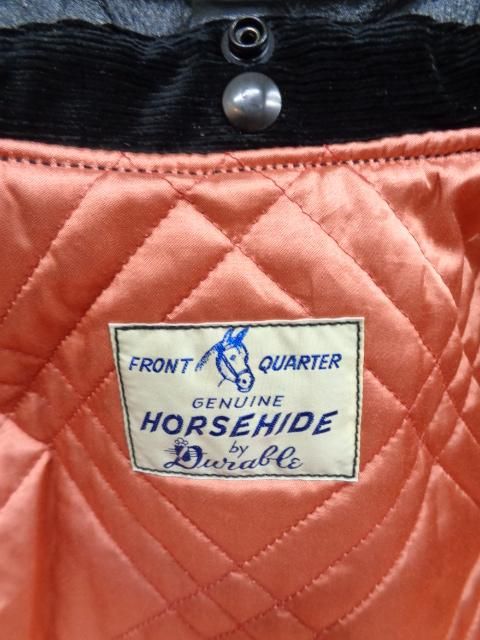 FRONT QUARTER
GENUINE
HORSEHIDE
by
Durable